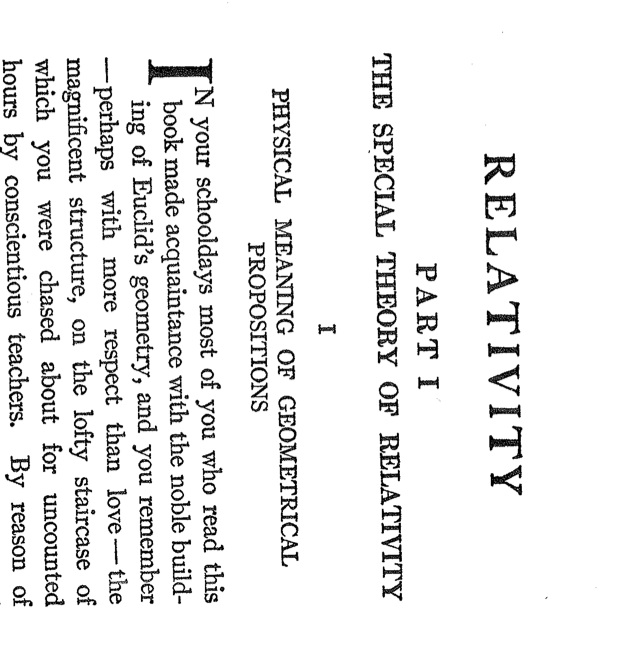 RELATIVITY
PART I
THE SPECIAL THEORY OF RELATIVITY
I
PHYSICAL MEANING OF GEOMETRICAL
PROPOSITIONS
IN your schooldays most of you who read this
book made acquaintance with the noble build-
ing of Euclid's geometry, and you remember
—perhaps with more respect than love—the
magnificent structure, on the lofty staircase of
which you were chased about for uncounted
hours by conscientious teachers. By reason of